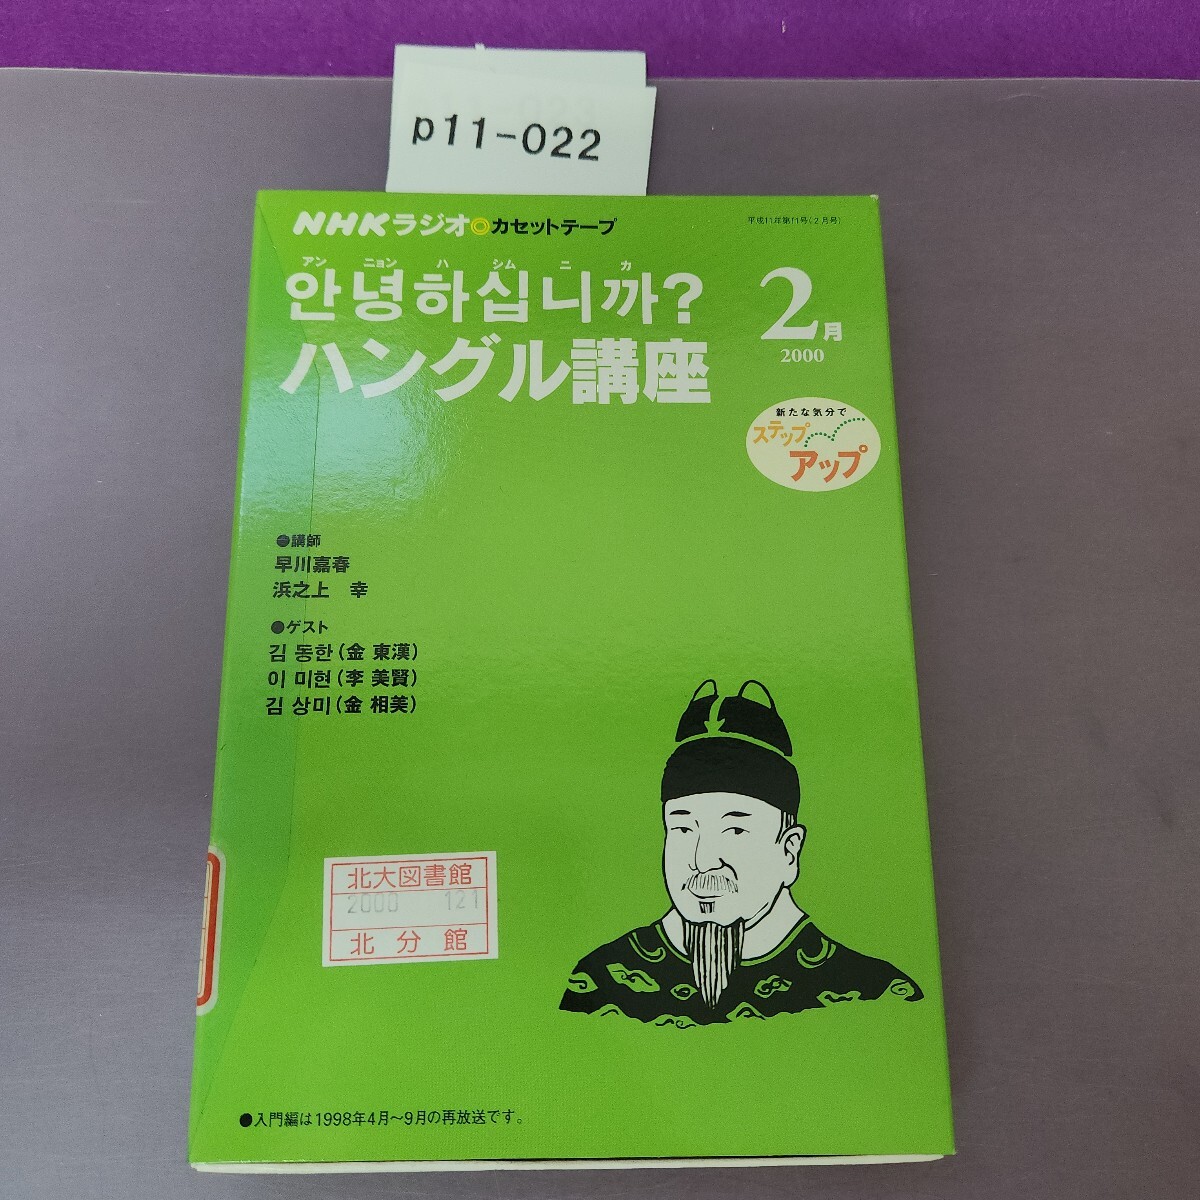 p11-022
NHKラジオ◎カセットテープ
平成11年第11号(2月号)
アン ニョン ハ シム ニ カ
안녕하십니까?
ハングル講座
2月
2000
新たな気分で
ステップ
アップ
●講師
早川嘉春
浜之上 幸
●ゲスト
김 동한(金 東漢)
이 미현(李 美賢)
김 상미(金 相美)
北大図書館
2000 121
北分館
●入門編は1998年4月~9月の再放送です。